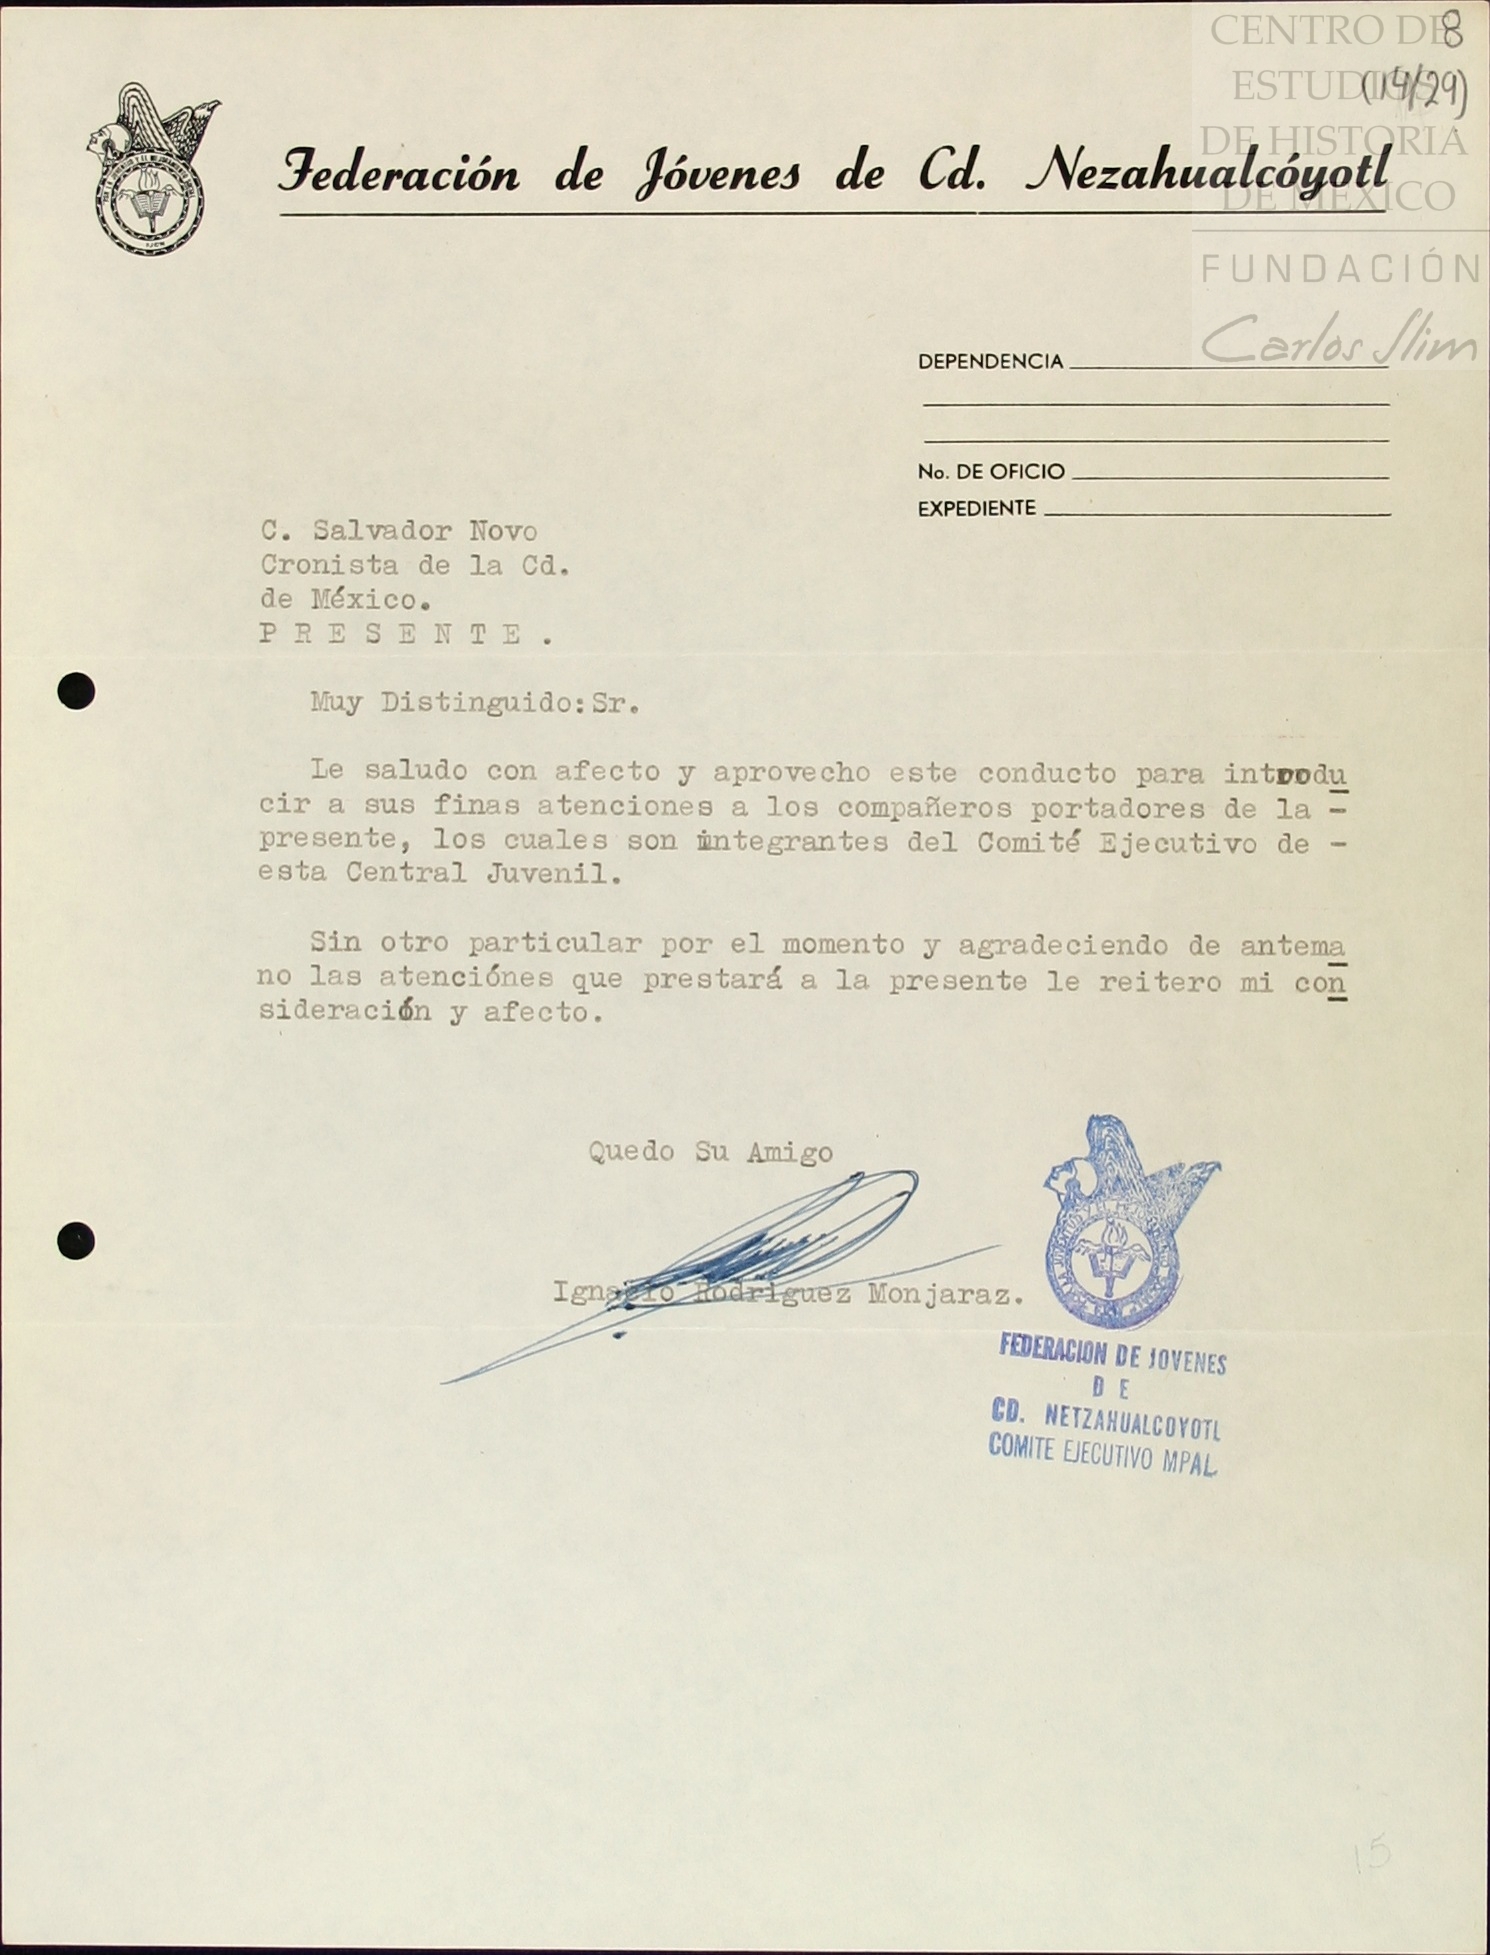 8
(14/29)
CENTRO DE
ESTUDIOS
DE HISTORIA
DE MÉXICO
FUNDACIÓN
Carlos Slim
Federación de Jóvenes de Cd. Nezahualcóyotl
DEPENDENCIA
No. DE OFICIO
EXPEDIENTE
C. Salvador Novo
Cronista de la Cd.
de México.
P R E S E N T E .
Muy Distinguido:Sr.
Le saludo con afecto y aprovecho este conducto para introdu
cir a sus finas atenciones a los compañeros portadores de la -
presente, los cuales son integrantes del Comité Ejecutivo de -
esta Central Juvenil.
Sin otro particular por el momento y agradeciendo de antema
no las atenciónes que prestará a la presente le reitero mi con
sideración y afecto.
Quedo Su Amigo
Ignacio Rodriguez Monjaraz.
FEDERACION DE JOVENES
D E
CD. NETZAHUALCOYOTL
COMITE EJECUTIVO MPAL
15